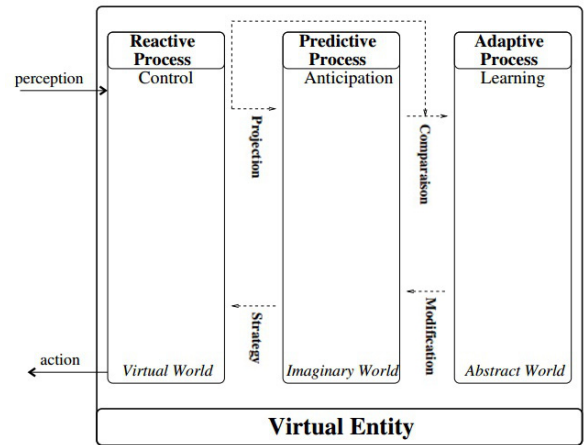 Reactive
Process
Control
Predictive
Process
Anticipation
Adaptive
Process
Learning
perception
Projection
Comparaison
Strategy
Modification
action
Virtual World
Imaginary World
Abstract World
Virtual Entity